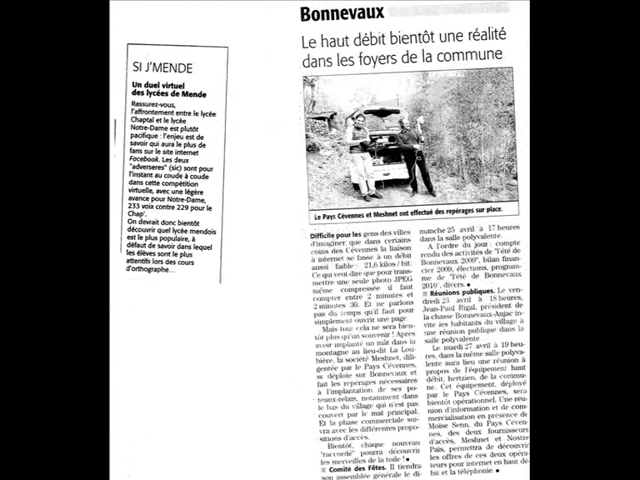 SI J'MENDE
Un duel virtuel
des lycées de Mende
Rassurez-vous,
l'affrontement entre le lycée
Chaptal et le lycée
Notre-Dame est plutôt
pacifique : l'enjeu est de
savoir qui aura le plus de
fans sur le site internet
Facebook. Les deux
"adverseres" (sic) sont pour
l'instant au coude à coude
dans cette compétition
virtuelle, avec une légère
avance pour Notre-Dame,
233 voix contre 229 pour le
Chap'.
On devrait donc bientôt
découvrir quel lycée mendois
est le plus populaire, à
défaut de savoir dans lequel
les élèves sont le plus
attentifs lors des cours
d'orthographe...
Bonnevaux
Le haut débit bientôt une réalité
dans les foyers de la commune
Le Pays Cévennes et Meshnet ont effectué des repérages sur place.
Difficile pour les gens des villes
d'imaginer que dans certains
coins des Cévennes la liaison
à internet se fasse à un débit
aussi faible : 21,6 kilos/bit.
Ce qui veut dire que pour trans-
mettre une seule photo JPEG
même compressée il faut
compter entre 2 minutes et
2 minutes 30. Et ne parlons
pas du temps qu'il faut pour
simplement ouvrir une page.
Mais tout cela ne sera bien-
tôt plus qu'un souvenir ! Après
avoir implanté un mât dans la
montagne au lieu-dit La Lou-
bière, la société Meshnet, dili-
gentée par le Pays Cévennes,
se déploie sur Bonnevaux et
fait les repérages nécessaires
à l'implantation de ses po-
teaux-relais, notamment dans
le bas du village qui n'est pas
couvert par le mat principal.
Et la phase commerciale sui-
vra avec les différentes propo-
sitions d'accès.
Bientôt, chaque nouveau
"raccordé" pourra découvrir
les merveilles de la toile ! ●
■ Comité des Fêtes. Il tiendra
son assemblée générale le di-
manche 25 avril à 17 heures
dans la salle polyvalente.
A l'ordre du jour : compte
rendu des activités de "l'été de
Bonnevaux 2009", bilan finan-
cier 2009, élections, program-
me de "l'été de Bonnevaux
2010", divers. ●
■ Réunions publiques. Le ven-
dredi 23 avril à 18 heures,
Jean-Paul Rigal, président de
la chasse Bonnevaux-Aujac in-
vite les habitants du village à
une réunion publique dans la
salle polyvalente
Le mardi 27 avril à 19 heu-
res, dans la même salle polyva-
lente aura lieu une réunion à
propos de l'équipement haut
débit, hertzien, de la commu-
ne. Cet équipement, déployé
par le Pays Cévennes, sera
bientôt opérationnel. Une réu-
nion d'information et de com-
mercialisation en présence de
Moïse Senn, du Pays Céven-
nes, des deux fournisseurs
d'accès, Meshnet et Nostre
Païs, permettra de découvrir
les offres de ces deux opéra-
teurs pour internet en haut dé-
bit et la téléphonie. ●